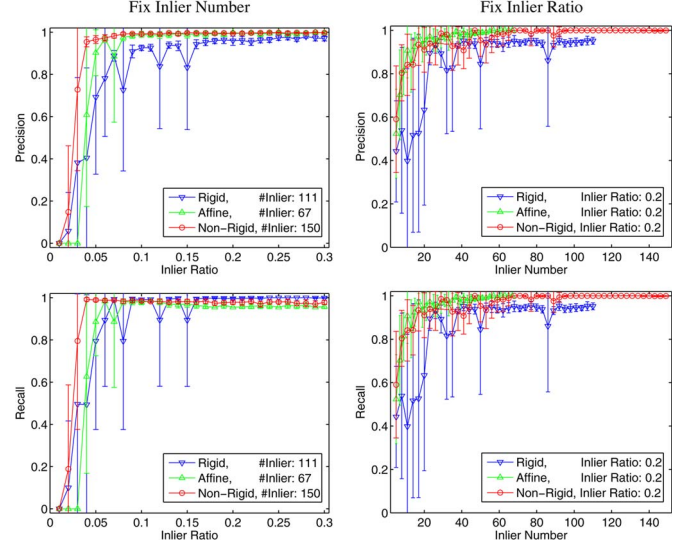 Fix Inlier Number
Fix Inlier Ratio
1
0.8
0.6
0.4
0.2
0
Precision
0 0.05 0.1 0.15 0.2 0.25 0.3
Inlier Ratio
Rigid, #Inlier: 111
Affine, #Inlier: 67
Non-Rigid, #Inlier: 150
1
0.8
0.6
0.4
0.2
0
Precision
20 40 60 80 100 120 140
Inlier Number
Rigid, Inlier Ratio: 0.2
Affine, Inlier Ratio: 0.2
Non-Rigid, Inlier Ratio: 0.2
1
0.8
0.6
0.4
0.2
0
Recall
0 0.05 0.1 0.15 0.2 0.25 0.3
Inlier Ratio
Rigid, #Inlier: 111
Affine, #Inlier: 67
Non-Rigid, #Inlier: 150
1
0.8
0.6
0.4
0.2
0
Recall
20 40 60 80 100 120 140
Inlier Number
Rigid, Inlier Ratio: 0.2
Affine, Inlier Ratio: 0.2
Non-Rigid, Inlier Ratio: 0.2